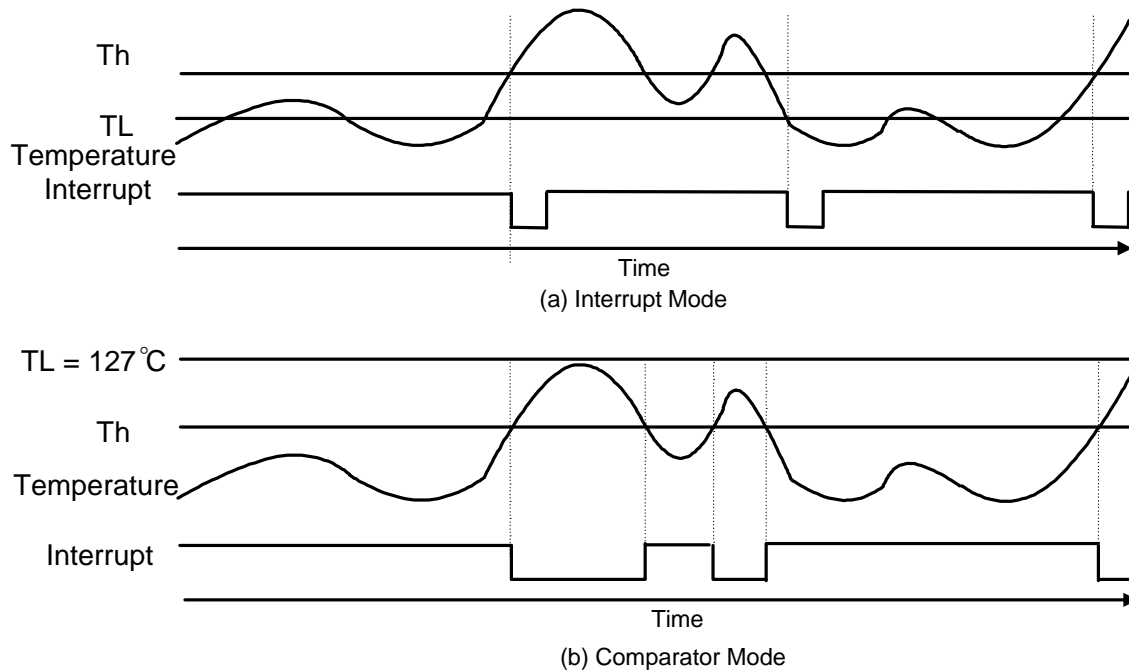 Th
TL
Temperature
Interrupt
Time
(a) Interrupt Mode
TL = 127℃
Th
Temperature
Interrupt
Time
(b) Comparator Mode